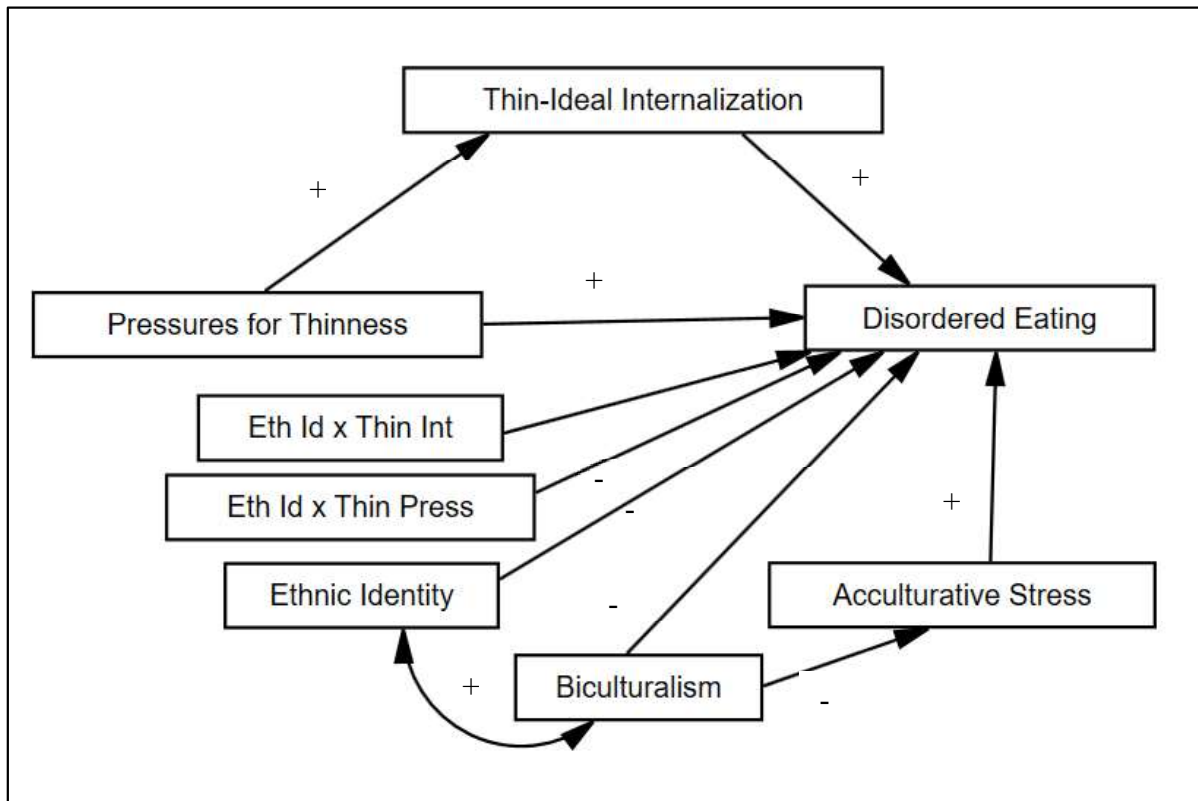 Thin-Ideal Internalization
+
+
+
Pressures for Thinness
Disordered Eating
Eth Id x Thin Int
Eth Id x Thin Press
-
-
+
Ethnic Identity
-
Acculturative Stress
+
Biculturalism
-